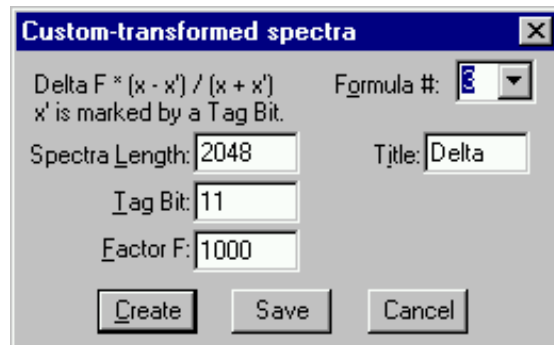 Custom-transformed spectra
Delta F * (x - x') / (x + x')
x' is marked by a Tag Bit.
Formula #: 3
Spectra Length: 2048
Title: Delta
Tag Bit: 11
Factor F: 1000
Create Save Cancel